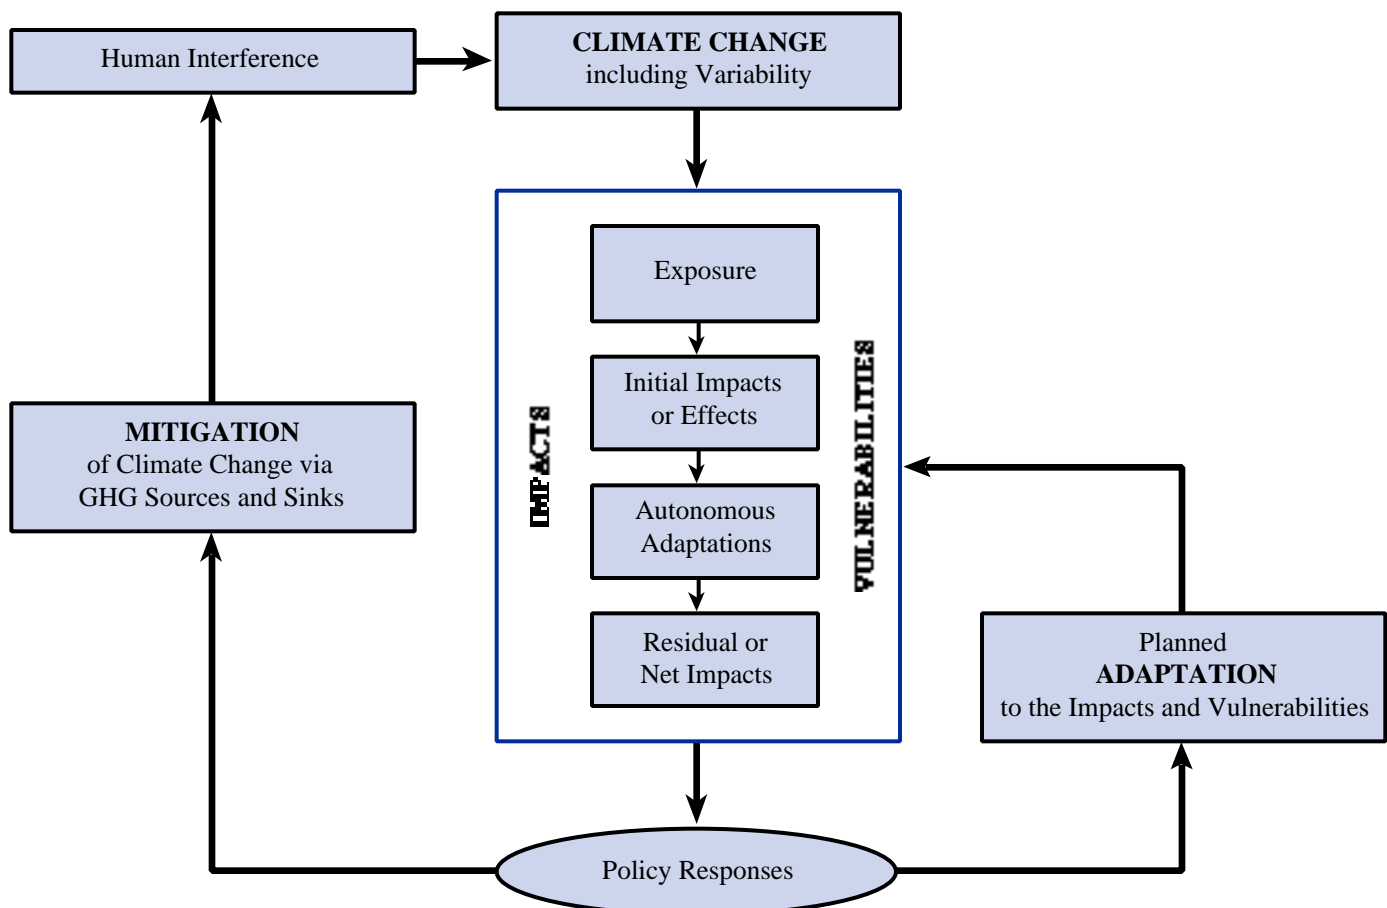 Human Interference
CLIMATE CHANGE
including Variability
Exposure
Initial Impacts
or Effects
Autonomous
Adaptations
Residual or
Net Impacts
IMPACTS
VULNERABILITIES
MITIGATION
of Climate Change via
GHG Sources and Sinks
Planned
ADAPTATION
to the Impacts and Vulnerabilities
Policy Responses